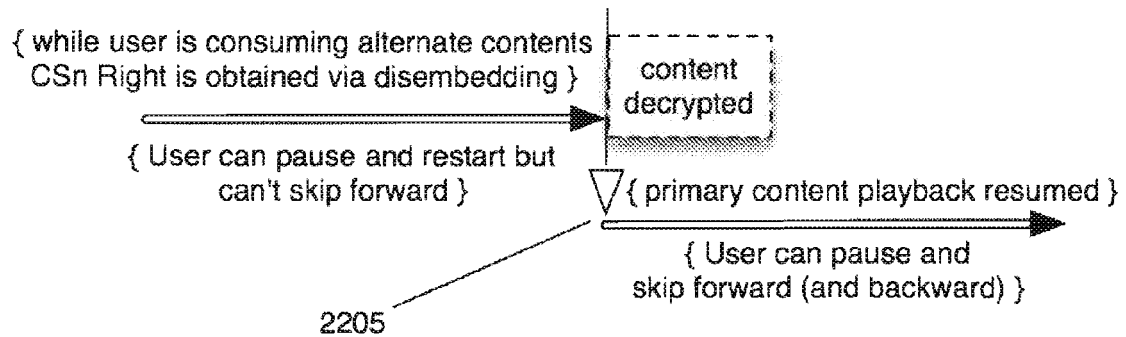 { while user is consuming alternate contents
CSn Right is obtained via disembedding }
content
decrypted
{ User can pause and restart but
can't skip forward }
{ primary content playback resumed }
{ User can pause and
skip forward (and backward) }
2205